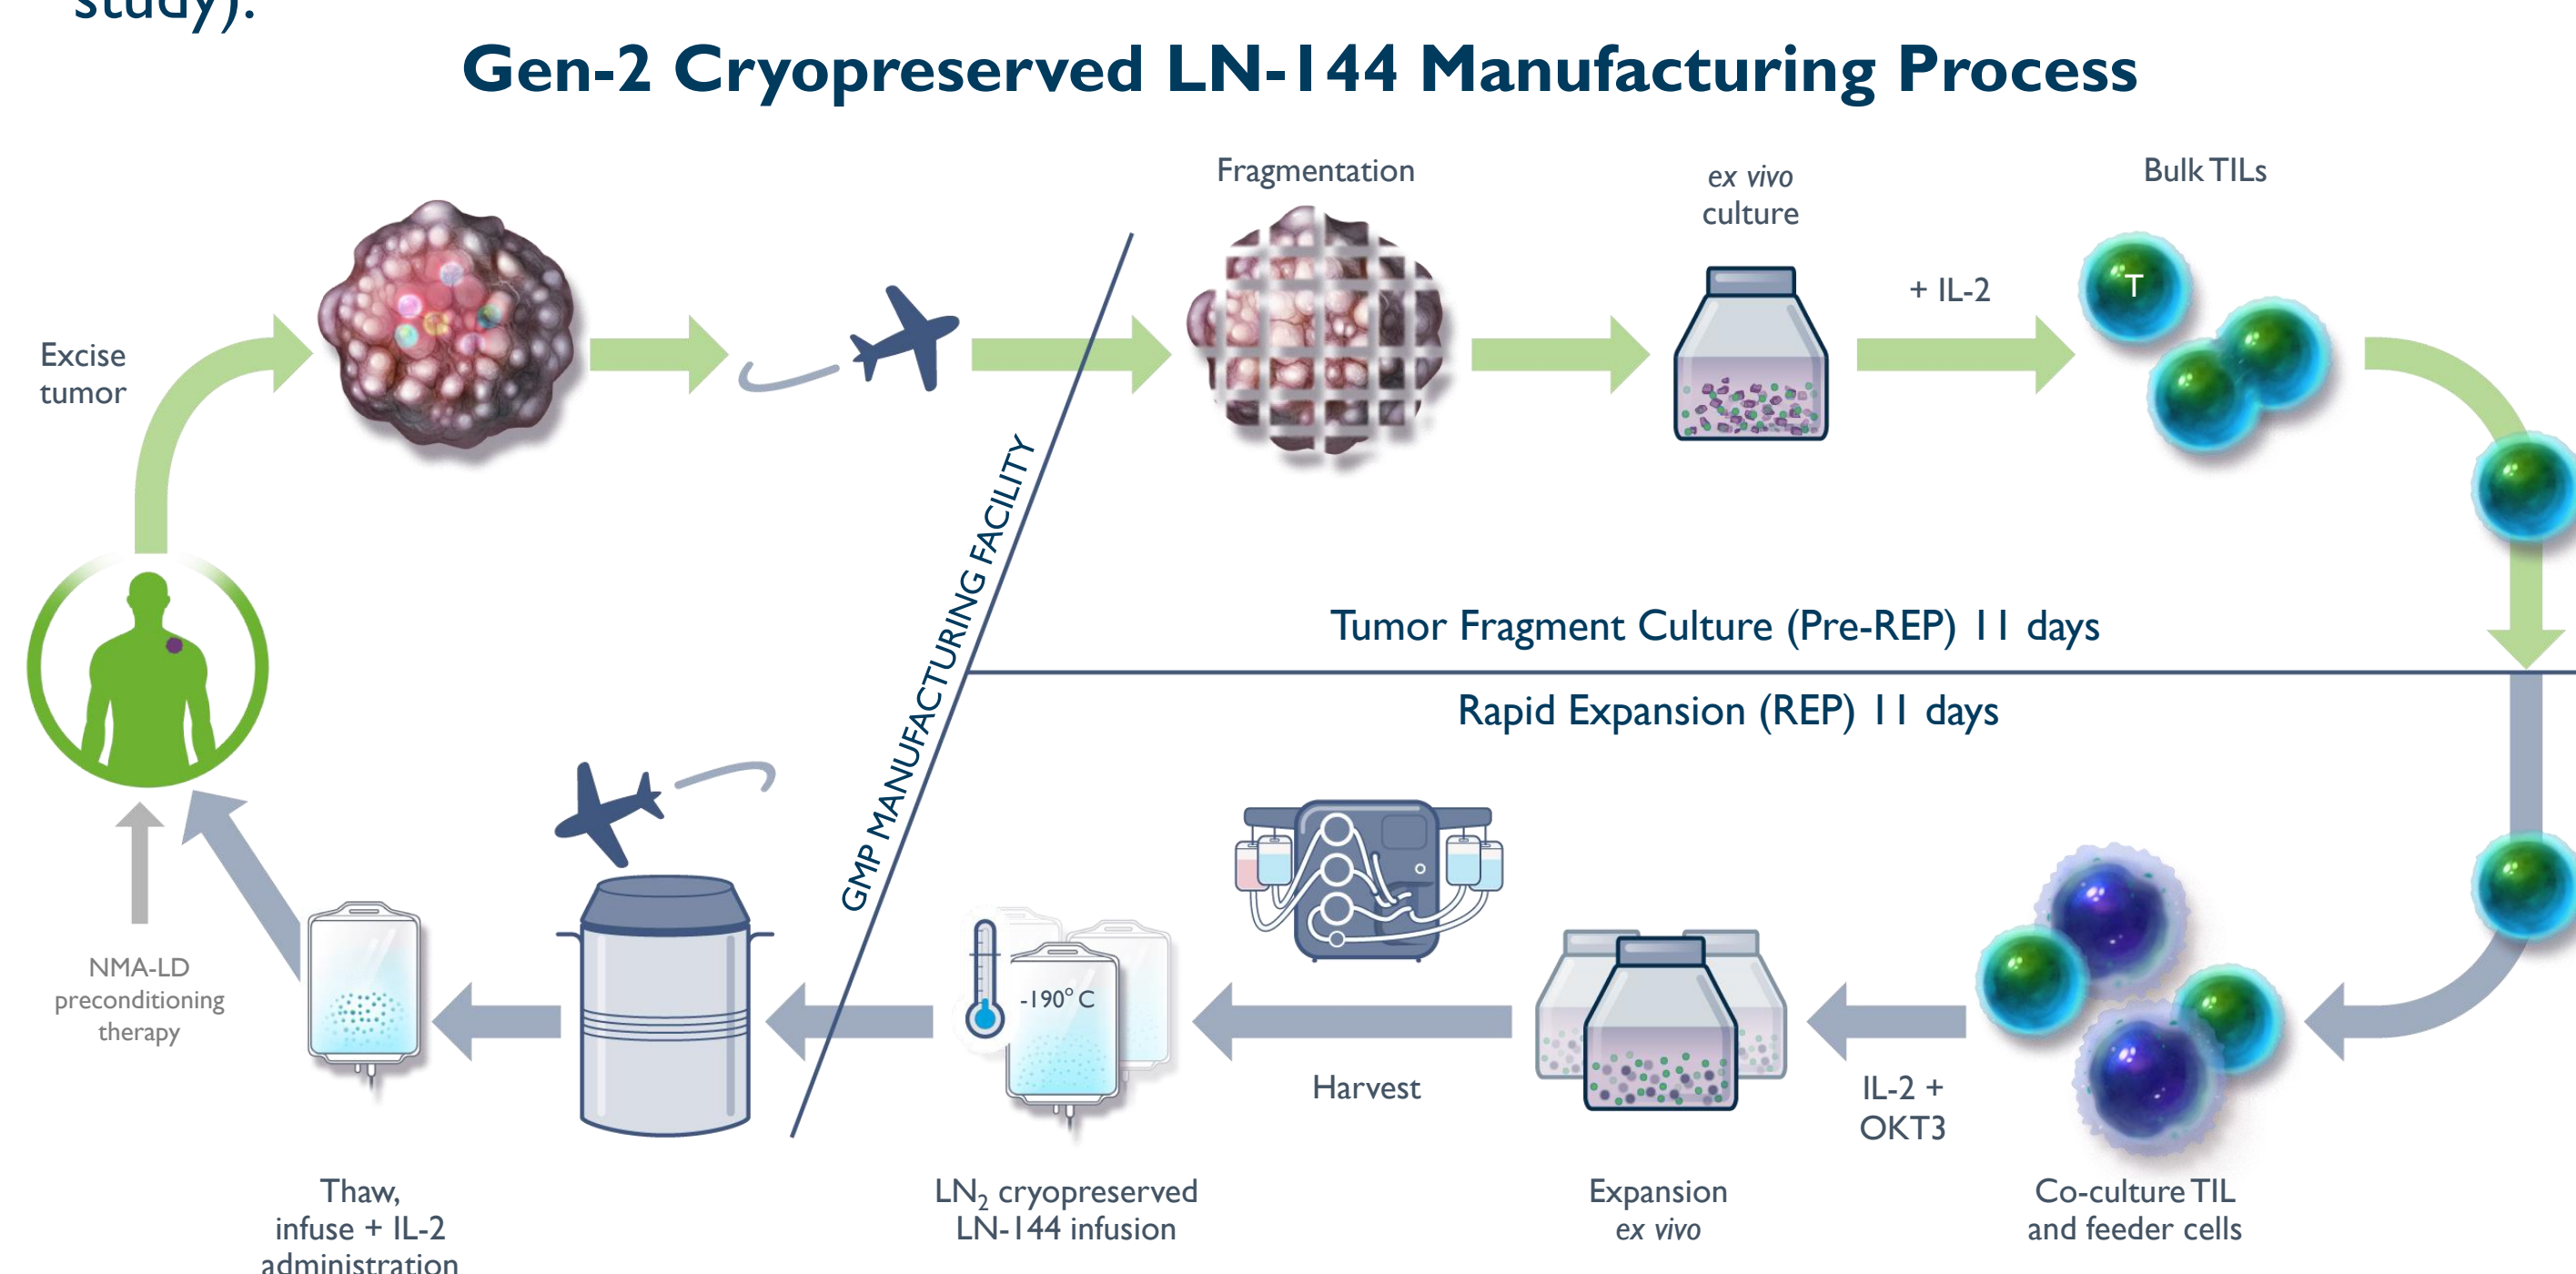 study).
Gen-2 Cryopreserved LN-144 Manufacturing Process
Fragmentation
ex vivo
culture
Bulk TILs
T
+ IL-2
Excise
tumor
GMP MANUFACTURING FACILITY
Tumor Fragment Culture (Pre-REP) 11 days
Rapid Expansion (REP) 11 days
NMA-LD
preconditioning
therapy
-190° C
Harvest
IL-2 +
OKT3
Thaw,
infuse + IL-2
administration
LN₂ cryopreserved
LN-144 infusion
Expansion
ex vivo
Co-culture TIL
and feeder cells